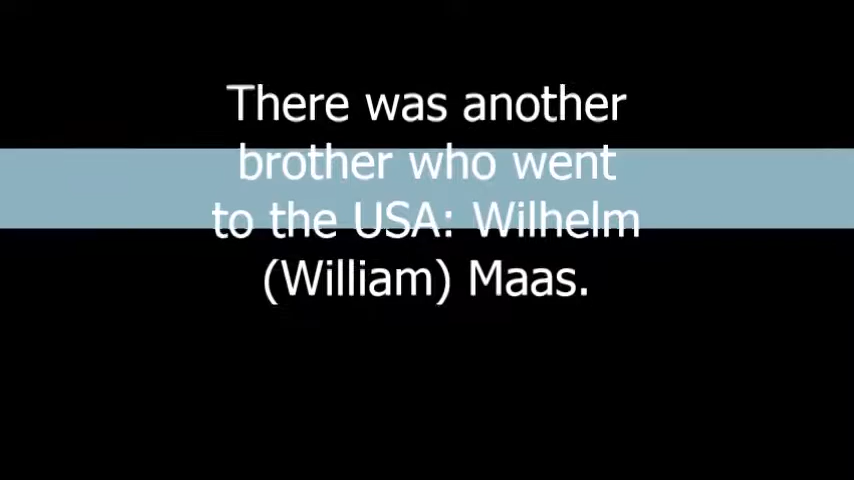 There was another
brother who went
to the USA: Wilhelm
(William) Maas.